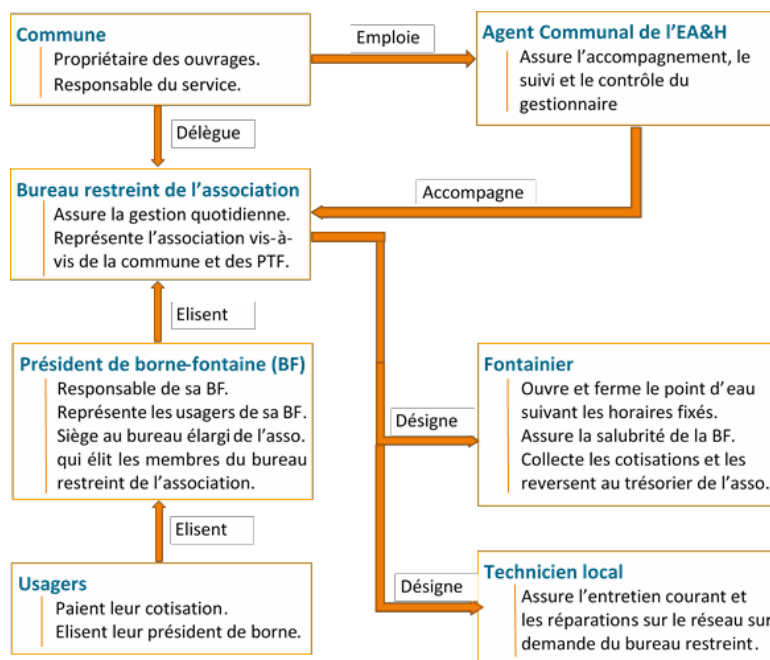 Commune
Propriétaire des ouvrages.
Responsable du service.
Emploie
Agent Communal de l'EA&H
Assure l'accompagnement, le
suivi et le contrôle du
gestionnaire
Délègue
Bureau restreint de l'association
Assure la gestion quotidienne.
Représente l'association vis-à-
vis de la commune et des PTF.
Accompagne
Elisent
Président de borne-fontaine (BF)
Responsable de sa BF.
Représente les usagers de sa BF.
Siège au bureau élargi de l'asso.
qui élit les membres du bureau
restreint de l'association.
Désigne
Fontainier
Ouvre et ferme le point d'eau
suivant les horaires fixés.
Assure la salubrité de la BF.
Collecte les cotisations et les
reversent au trésorier de l'asso.
Elisent
Usagers
Paient leur cotisation.
Elisent leur président de borne.
Désigne
Technicien local
Assure l'entretien courant et
les réparations sur le réseau sur
demande du bureau restreint.